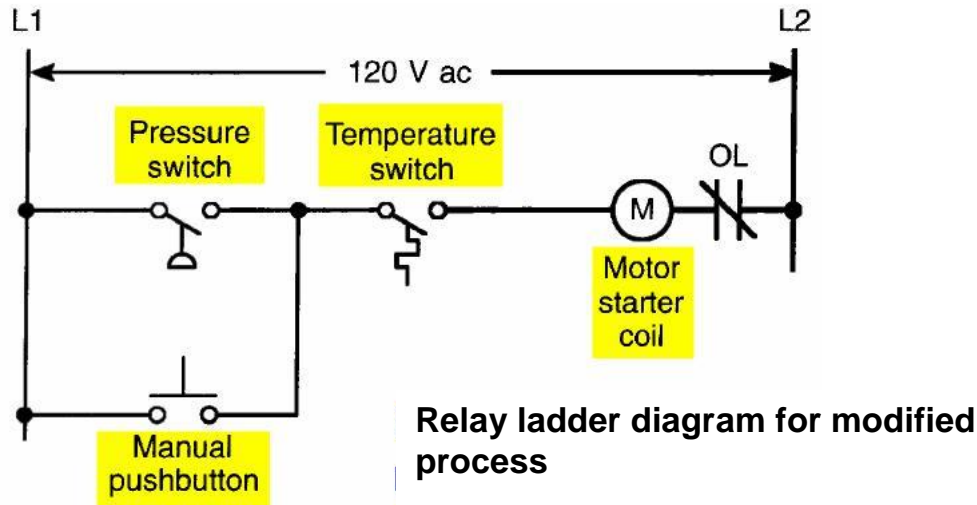 L1
L2
120 V ac
Pressure
switch
Temperature
switch
OL
M
Motor
starter
coil
Manual
pushbutton
Relay ladder diagram for modified
process